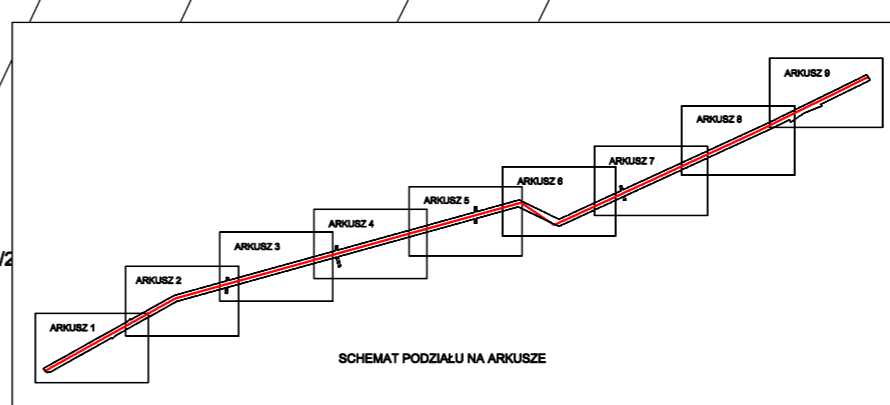 ARKUSZ 9
ARKUSZ 8
ARKUSZ 7
ARKUSZ 6
ARKUSZ 5
ARKUSZ 4
ARKUSZ 3
ARKUSZ 2
ARKUSZ 1
/2
SCHEMAT PODZIAŁU NA ARKUSZE